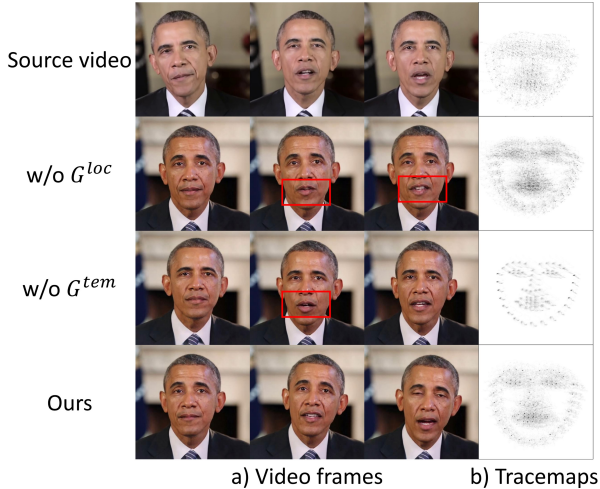 Source video
w/o G^{loc}
w/o G^{tem}
Ours
a) Video frames
b) Tracemaps